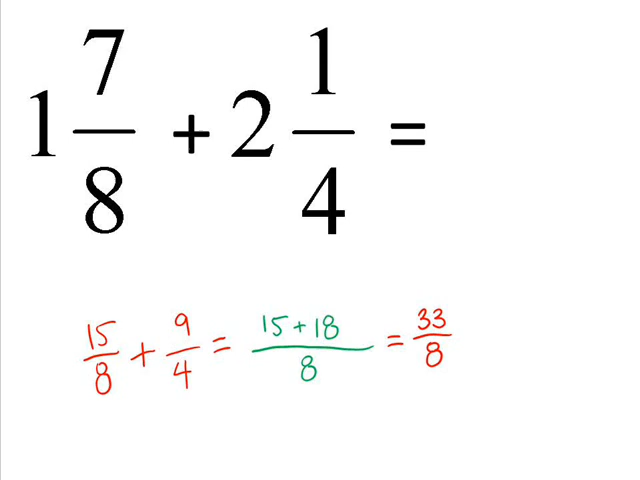 1 7/8 + 2 1/4 =
15/8 + 9/4 = 15+18/8 = 33/8